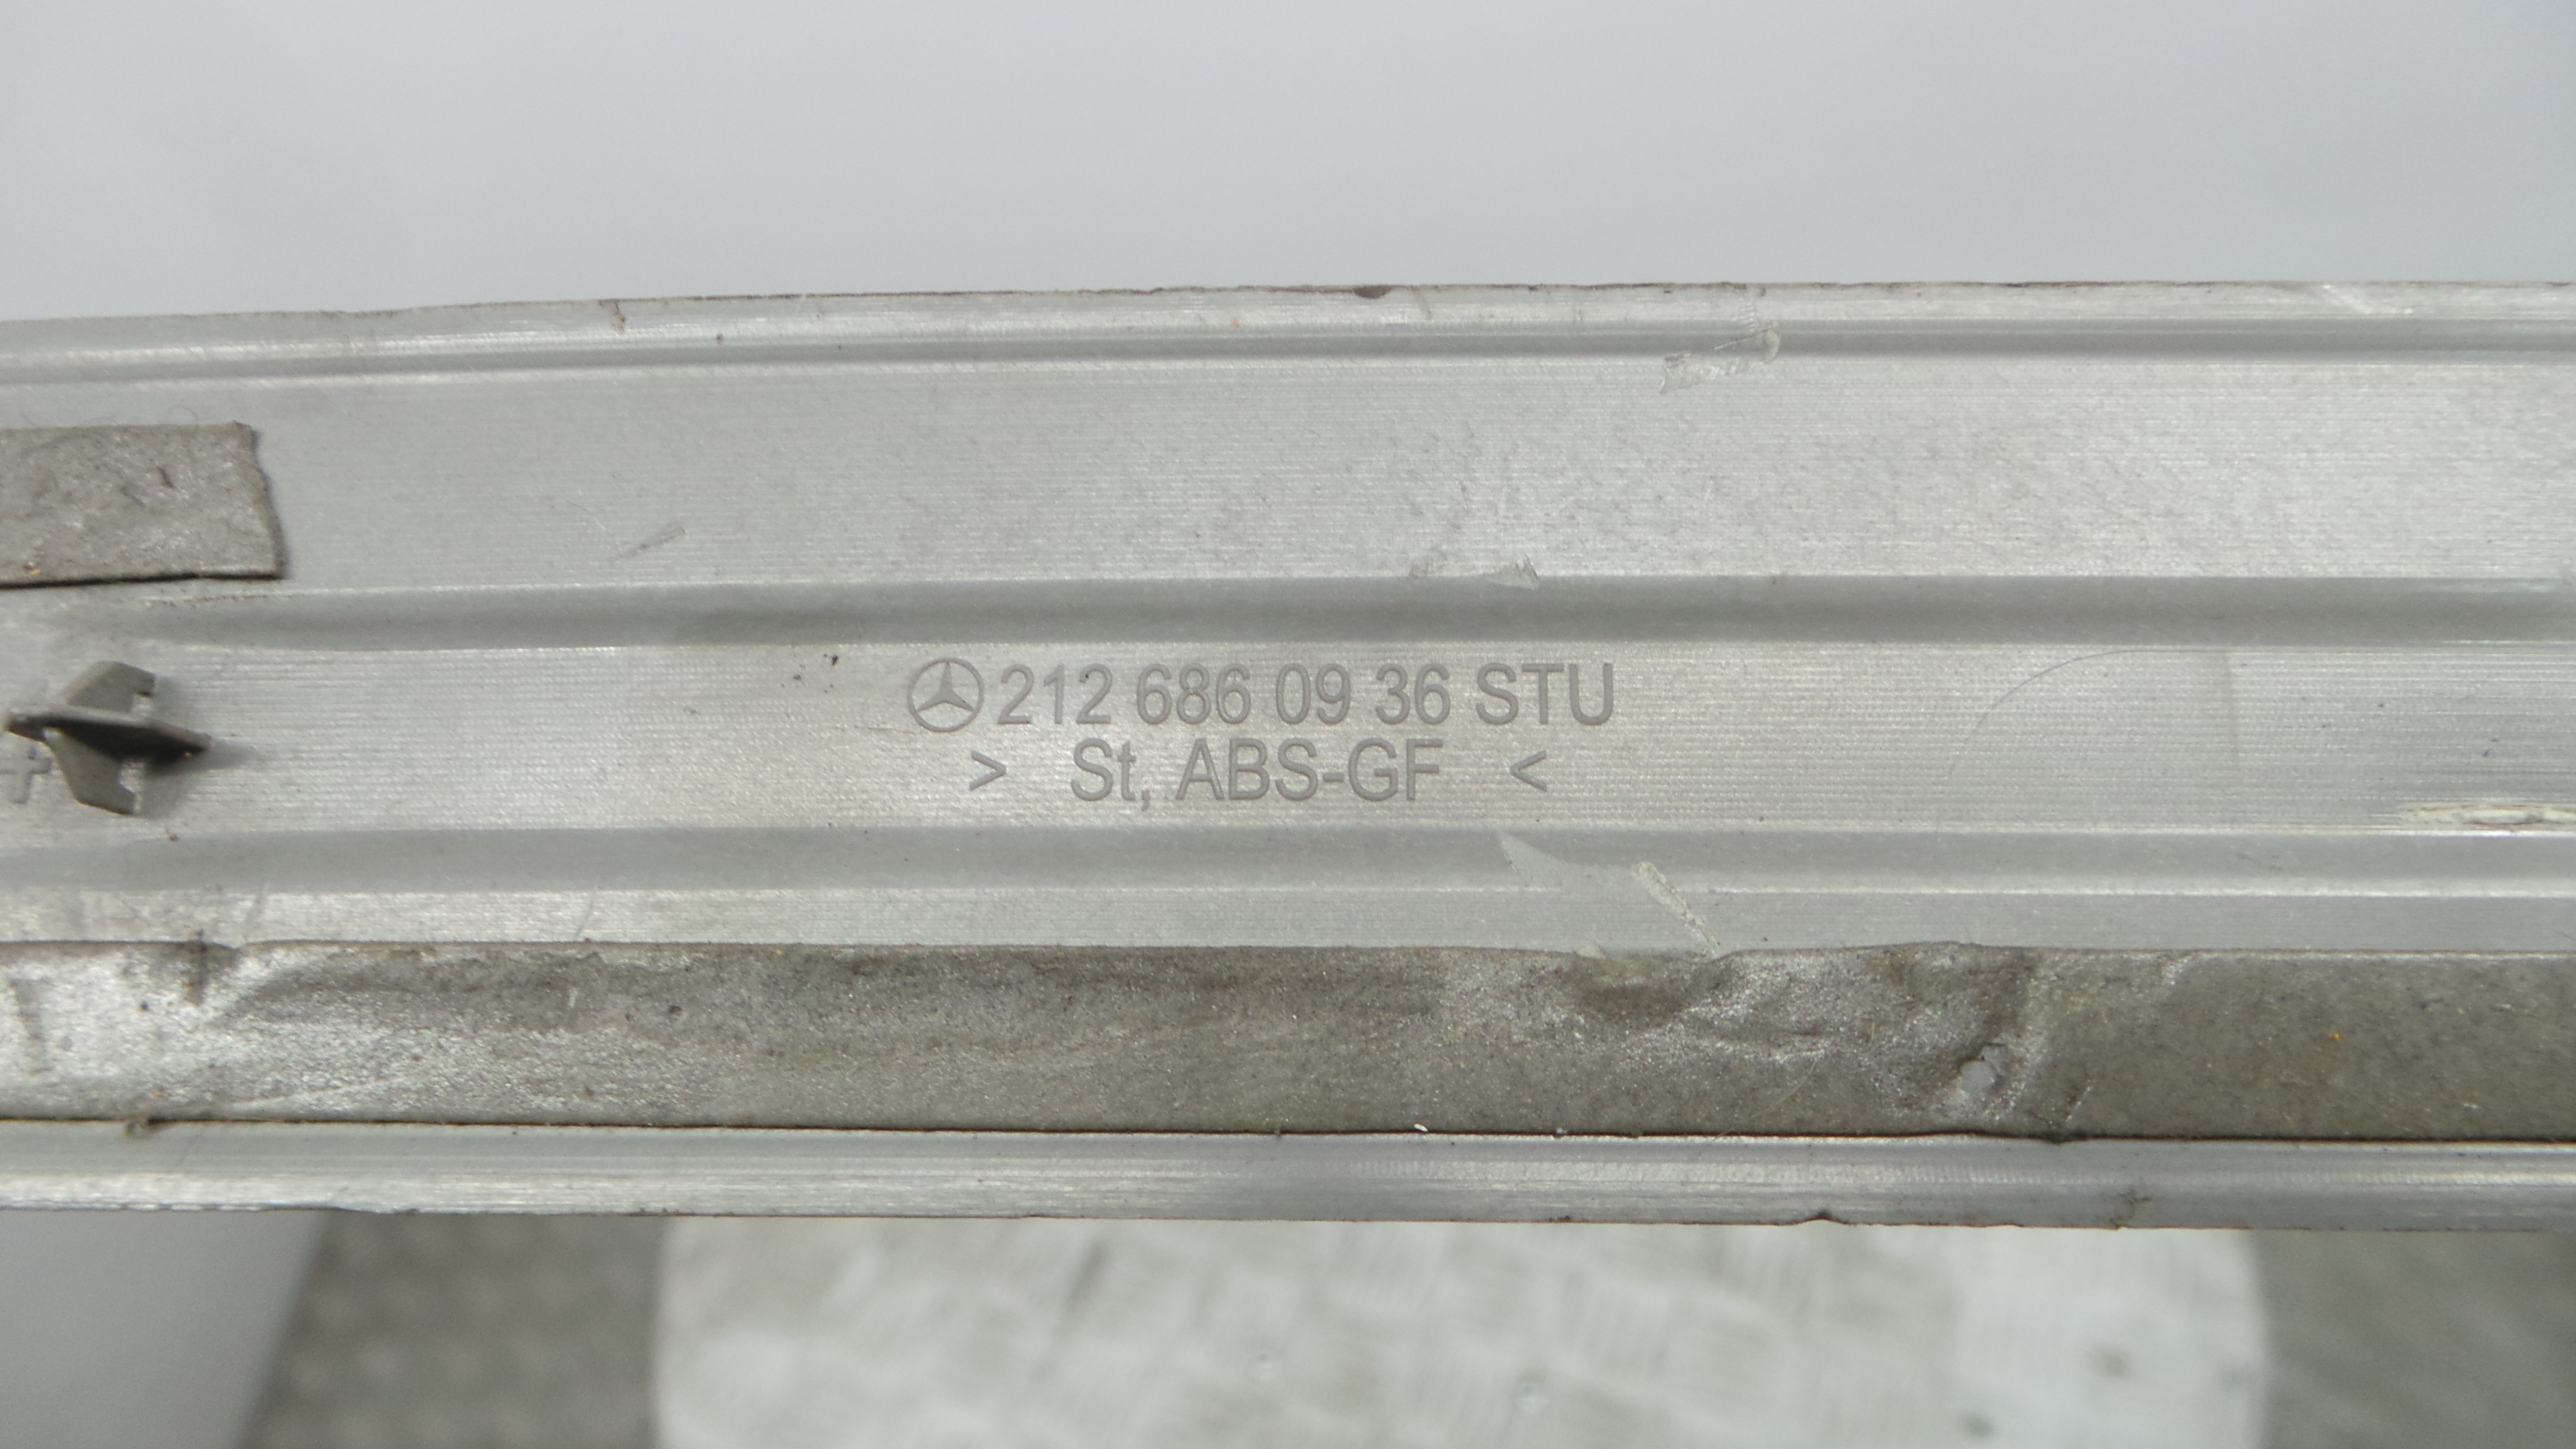 212 686 09 36 STU
> St, ABS-GF <